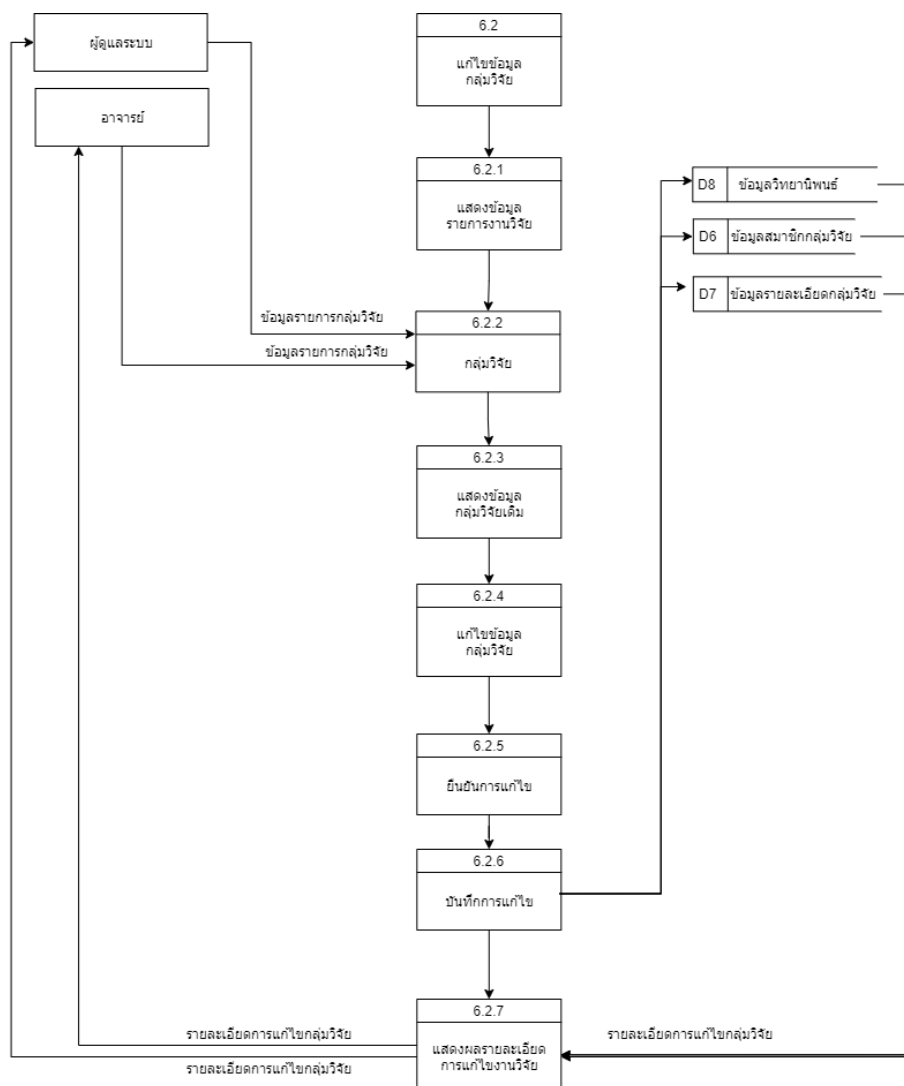 ผู้ดูแลระบบ
6.2
แก้ไขข้อมูล
กลุ่มวิจัย
อาจารย์
6.2.1
แสดงข้อมูล
รายการงานวิจัย
D8 ข้อมูลวิทยานิพนธ์
D6 ข้อมูลสมาชิกกลุ่มวิจัย
D7 ข้อมูลรายละเอียดกลุ่มวิจัย
ข้อมูลรายการกลุ่มวิจัย
6.2.2
ข้อมูลรายการกลุ่มวิจัย
กลุ่มวิจัย
6.2.3
แสดงข้อมูล
กลุ่มวิจัยเดิม
6.2.4
แก้ไขข้อมูล
กลุ่มวิจัย
6.2.5
ยืนยันการแก้ไข
6.2.6
บันทึกการแก้ไข
6.2.7
รายละเอียดการแก้ไขกลุ่มวิจัย
รายละเอียดการแก้ไขกลุ่มวิจัย
แสดงผลรายละเอียด
การแก้ไขงานวิจัย
รายละเอียดการแก้ไขกลุ่มวิจัย